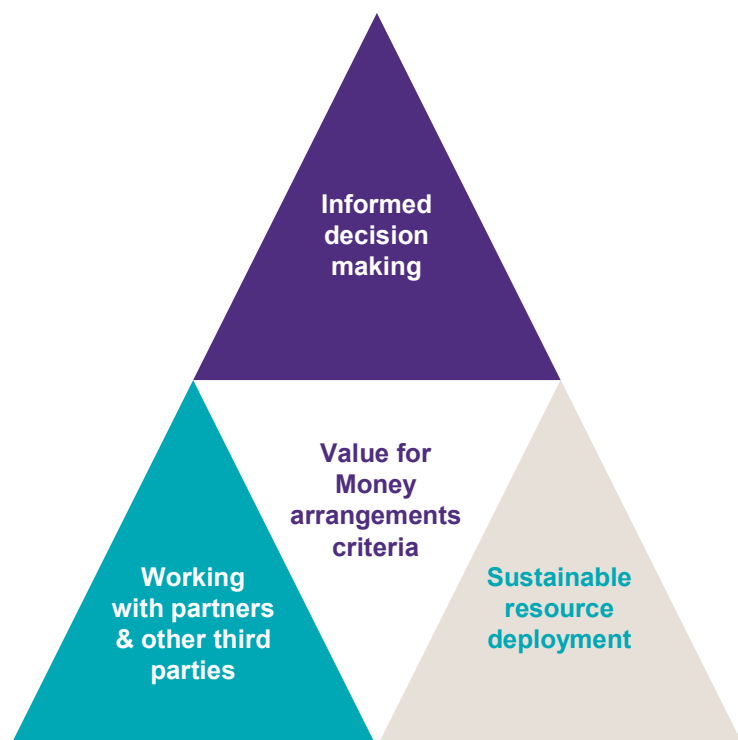 Informed
decision
making
Value for
Money
arrangements
criteria
Working
with partners
& other third
parties
Sustainable
resource
deployment